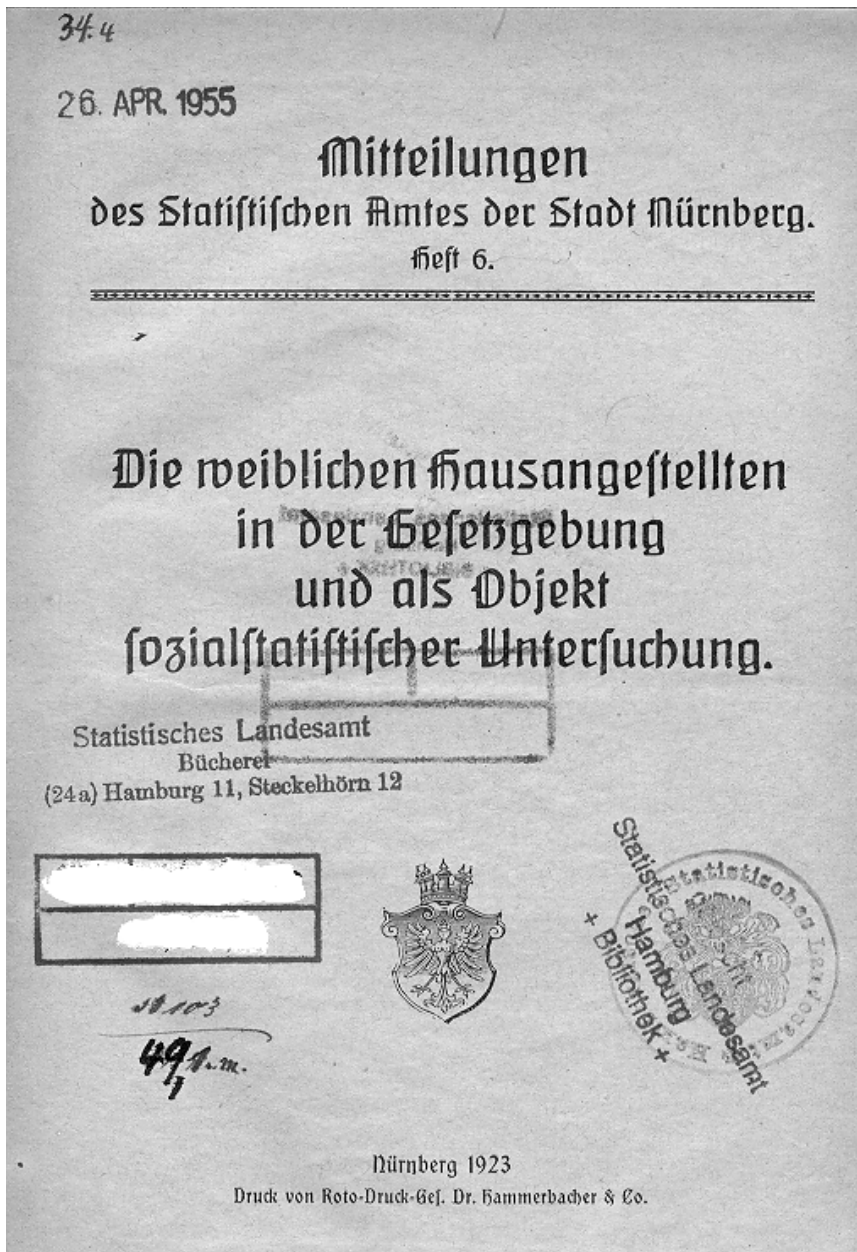 34.4
26. APR. 1955
Mitteilungen
des Statiſtiſchen Amtes der Stadt Nürnberg.
Heft 6.
Die weiblichen Hausangeſtellten
in der Geſetzgebung
und als Objekt
ſozialſtatiſtiſcher Unterſuchung.
Statistisches Landesamt
Bücherei
(24a) Hamburg 11, Steckelhörn 12
Statistisches Landesamt
Hamburg
+ Bibliothek +
Statistisches Landesamt
Nürnberg 1923
Druck von Roto-Druck-Geſ. Dr. Hammerbacher & Co.